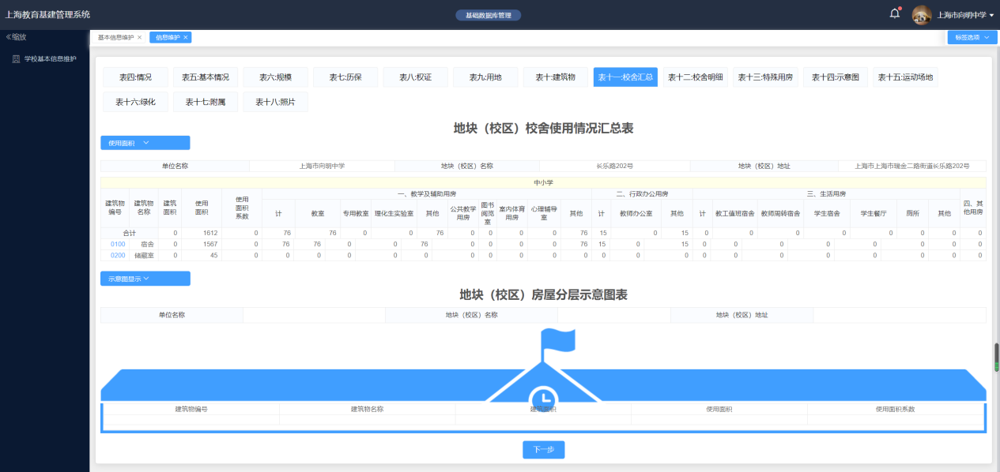 上海教育基建管理系统
基础数据库管理
上海市向明中学
缩放
基本信息维护 ×
信息维护 ×
标签选项
学校基本信息维护
表四:情况 表五:基本情况 表六:规模 表七:历保 表八:权证 表九:用地 表十:建筑物 表十一:校舍汇总 表十二:校舍明细 表十三:特殊用房 表十四:示意图 表十五:运动场地
表十六:绿化 表十七:附属 表十八:照片
地块（校区）校舍使用情况汇总表
使用面积
单位名称 上海市向明中学 地块（校区）名称 长乐路202号 地块（校区）地址 上海市上海市瑞金二路街道长乐路202号
中小学
建筑物编号 建筑物名称 建筑面积 使用面积 使用面积系数 一、教学及辅助用房 二、行政办公用房 三、生活用房 四、其他用房
计 教室 专用教室 理化生实验室 其他 公共教学用房 图书阅览室 室内体育用房 心理辅导室 其他 计 教师办公室 其他 计 教工值班宿舍 教师周转宿舍 学生宿舍 学生餐厅 厕所 其他
合计 0 1612 0 76 76 0 0 76 0 0 0 0 76 15 0 15 0 0 0 0 0 0 0 0
0100 宿舍 0 1567 0 76 76 0 0 76 0 0 0 0 76 15 0 15 0 0 0 0 0 0 0 0
0200 储藏室 0 45 0 0 0 0 0 0 0 0 0 0 0 0 0 0 0 0 0 0 0 0 0 0
示意图显示
地块（校区）房屋分层示意图表
单位名称 地块（校区）名称 地块（校区）地址
建筑物编号 建筑物名称 建筑面积 使用面积 使用面积系数
下一步